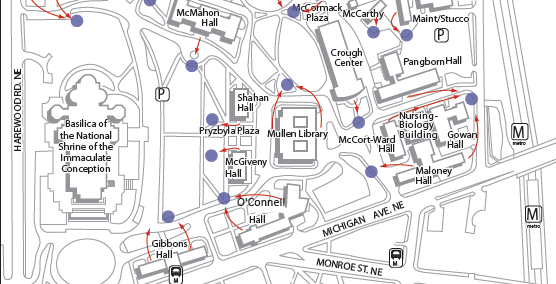 McMahon
Hall
McCormack
Plaza
McCarthy
Maint/Stucco
P
Crough
Center
Pangborn Hall
HAREWOOD RD. NE
P
Shahan
Hall
Basilica of
the National
Shrine of the
Immaculate
Conception
Pryzbyla Plaza
Mullen Library
Nursing-
Biology
Building
McCort-Ward
Hall
Gowan
Hall
M
metro
McGiveny
Hall
Maloney
Hall
O'Connell
Hall
M
metro
MICHIGAN AVE. NE
Gibbons
Hall
M
MONROE ST. NE
M